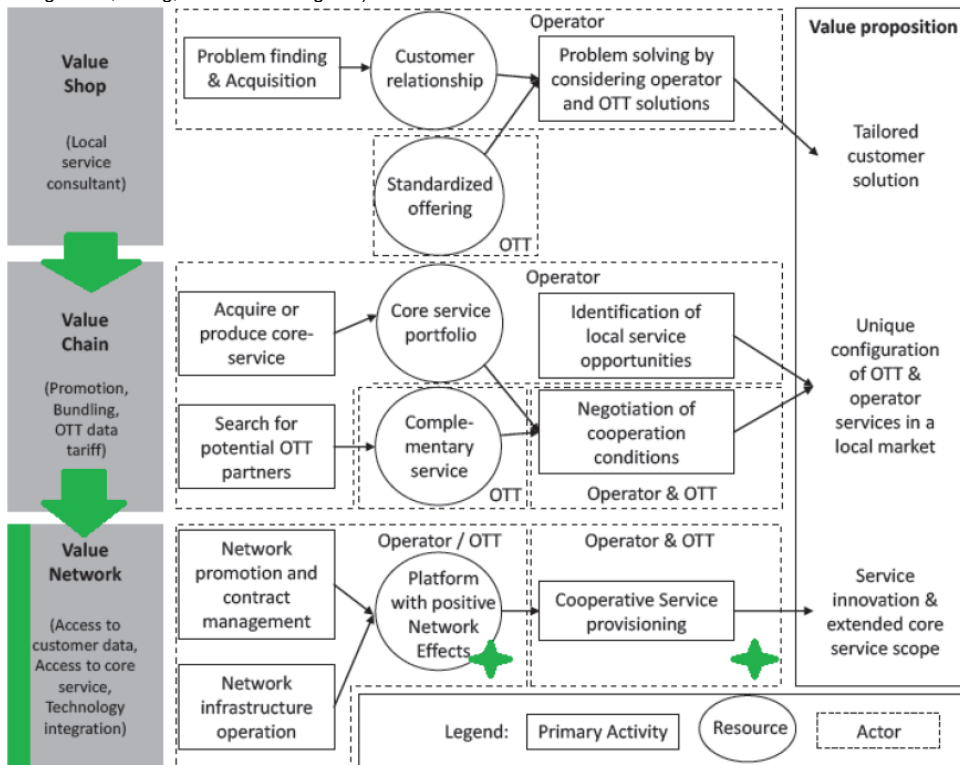 Value
Shop
(Local
service
consultant)
Operator
Problem finding
& Acquisition
Customer
relationship
Problem solving by
considering operator
and OTT solutions
Standardized
offering
OTT
Value proposition
Tailored
customer
solution
Value
Chain
(Promotion,
Bundling,
OTT data
tariff)
Operator
Acquire or
produce core-
service
Core service
portfolio
Identification of
local service
opportunities
Search for
potential OTT
partners
Comple-
mentary
service
OTT
Negotiation of
cooperation
conditions
Operator & OTT
Unique
configuration
of OTT &
operator
services in a
local market
Value
Network
(Access to
customer data,
Access to core
service,
Technology
integration)
Network
promotion and
contract
management
Network
infrastructure
operation
Operator / OTT
Platform
with positive
Network
Effects
Operator & OTT
Cooperative Service
provisioning
Service
innovation &
extended core
service scope
Legend:
Primary Activity
Resource
Actor